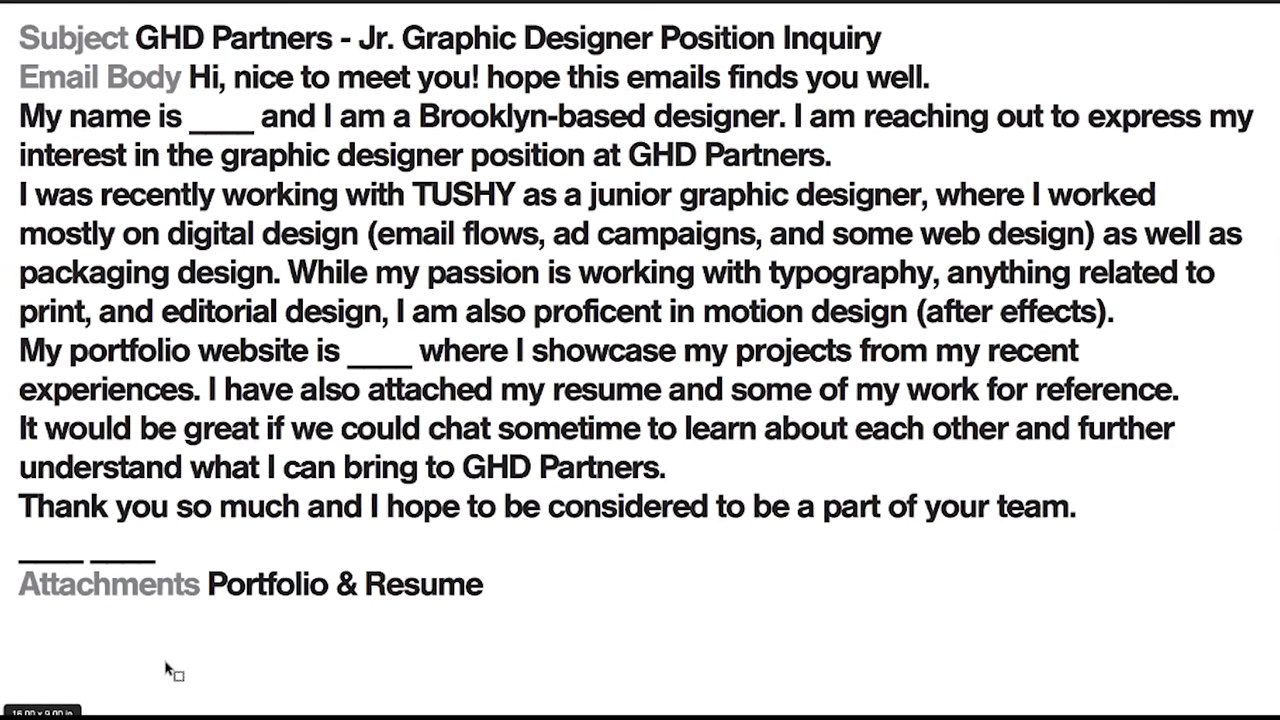 Subject GHD Partners - Jr. Graphic Designer Position Inquiry
Email Body Hi, nice to meet you! hope this emails finds you well.
My name is ____ and I am a Brooklyn-based designer. I am reaching out to express my
interest in the graphic designer position at GHD Partners.
I was recently working with TUSHY as a junior graphic designer, where I worked
mostly on digital design (email flows, ad campaigns, and some web design) as well as
packaging design. While my passion is working with typography, anything related to
print, and editorial design, I am also proficent in motion design (after effects).
My portfolio website is ____ where I showcase my projects from my recent
experiences. I have also attached my resume and some of my work for reference.
It would be great if we could chat sometime to learn about each other and further
understand what I can bring to GHD Partners.
Thank you so much and I hope to be considered to be a part of your team.
____ ____
Attachments Portfolio & Resume
16.00 x 9.00 in